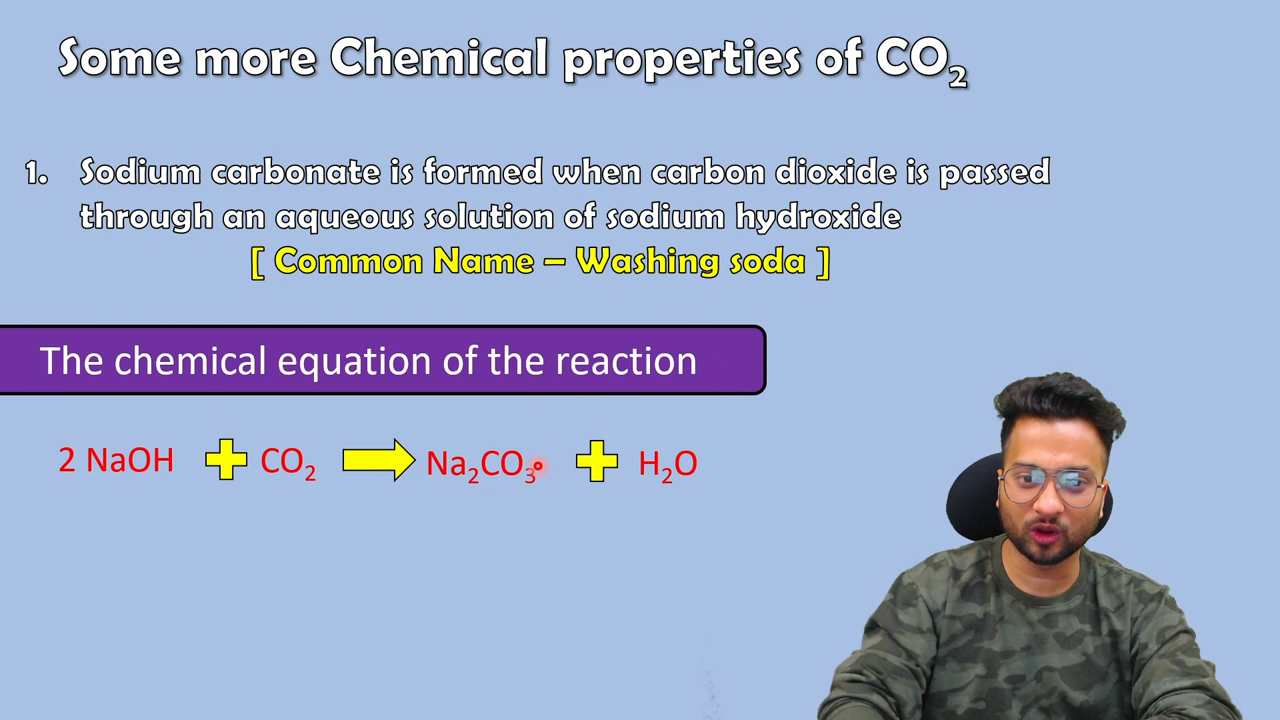 Some more Chemical properties of CO₂
1. Sodium carbonate is formed when carbon dioxide is passed
through an aqueous solution of sodium hydroxide
[ Common Name – Washing soda ]
The chemical equation of the reaction
2 NaOH + CO₂ → Na₂CO₃ + H₂O